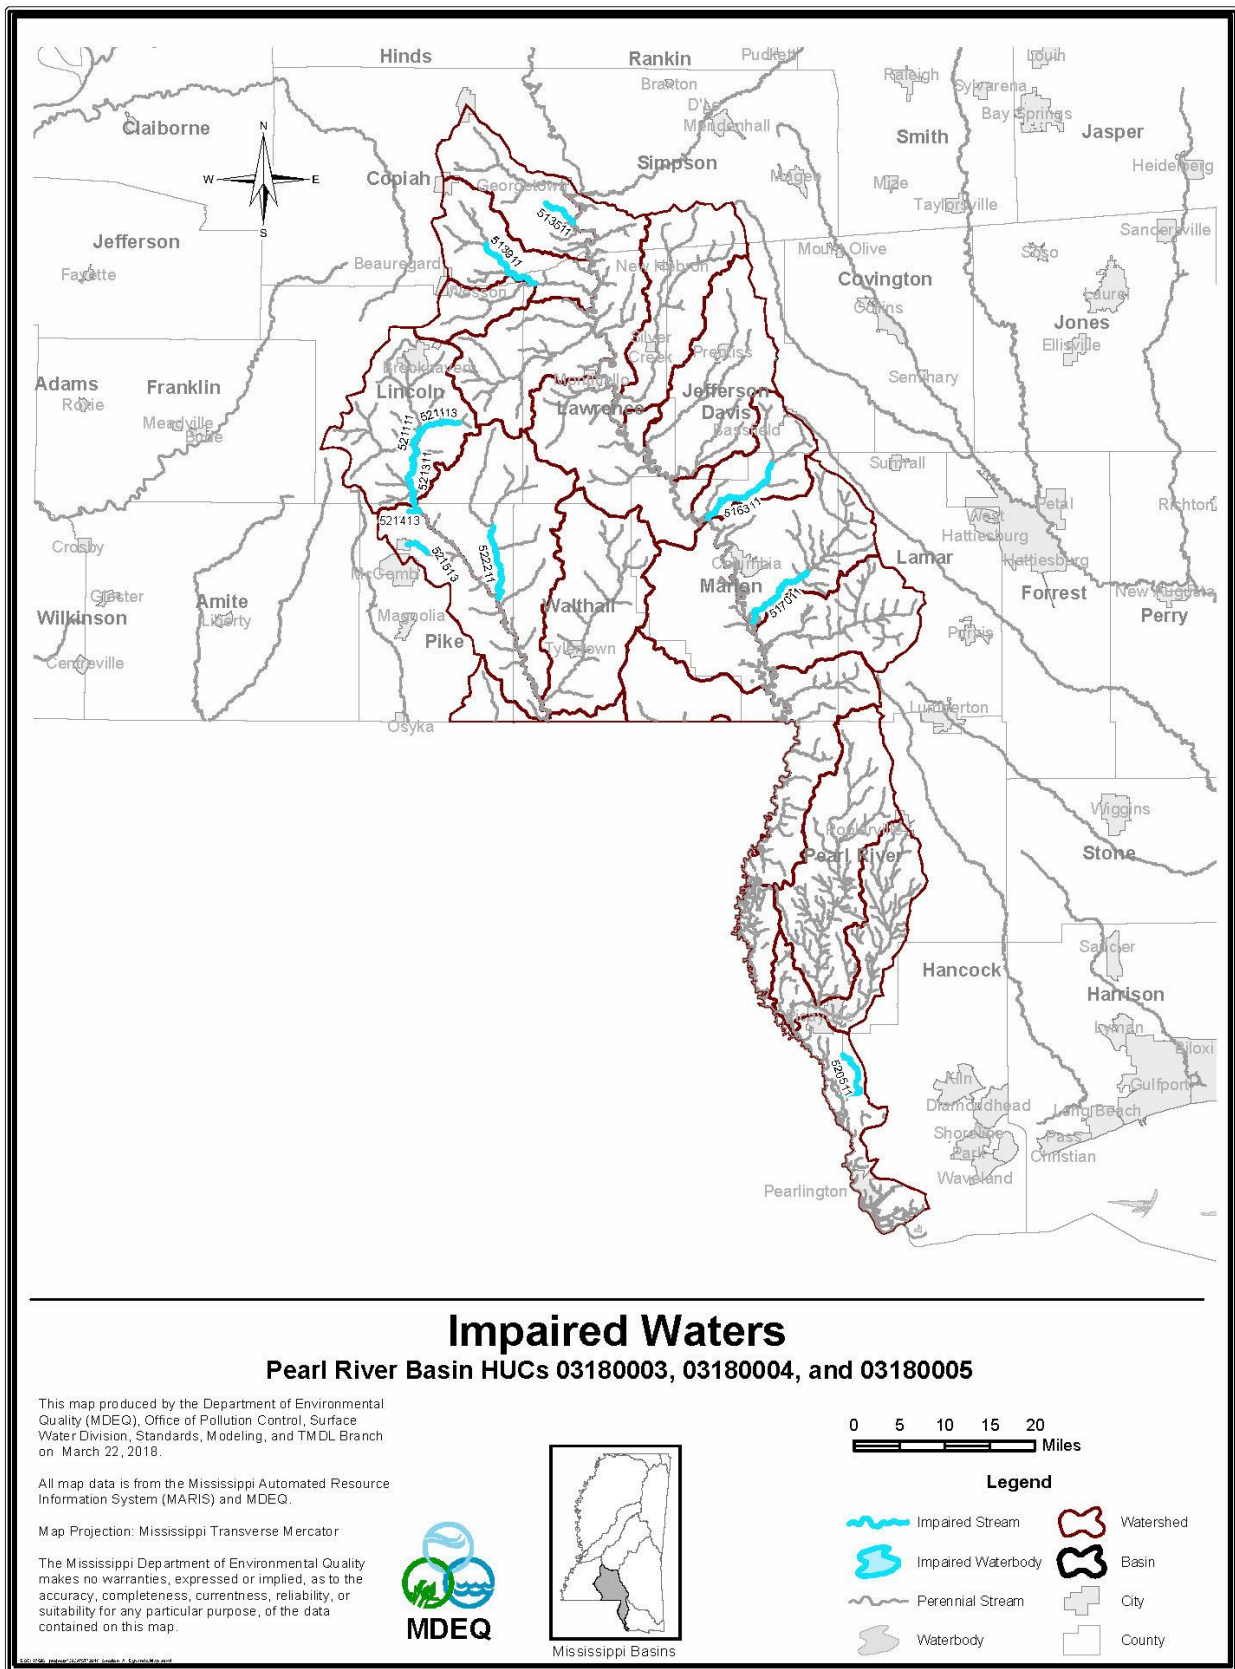 Hinds
Rankin
Puckett
Louin
Raleigh
Braxton
Sylvarena
D'Lo
Mendenhall
Bay Springs
Claiborne
Smith
Jasper
N
Simpson
Heidelberg
W
E
Copiah
Georgetown
Magee
Mize
Taylorsville
S
513511
Sandersville
Jefferson
513911
Mount Olive
Soso
Beauregard
New Hebron
Fayette
Covington
Wesson
Laurel
Collins
Jones
Silver
Creek
Prentiss
Ellisville
Brookhaven
Monticello
Seminary
Adams
Franklin
Lincoln
Jefferson
Davis
Roxie
Lawrence
Meadville
Bude
521113
521111
Bassfield
Sumrall
521311
Petal
Richton
516311
West
Hattiesburg
521413
Crosby
522211
521513
Columbia
Lamar
Hattiesburg
McComb
Marion
Gloster
Amite
Walthall
517011
Forrest
New Augusta
Wilkinson
Liberty
Magnolia
Perry
Pike
Purvis
Centreville
Tylertown
Lumberton
Osyka
Wiggins
Poplarville
Pearl River
Stone
Saucier
Hancock
Harrison
Picayune
Lyman
Biloxi
520511
Kiln
Gulfport
Diamondhead
Long Beach
Shoreline
Park
Pass
Christian
Waveland
Pearlington
Impaired Waters
Pearl River Basin HUCs 03180003, 03180004, and 03180005
This map produced by the Department of Environmental
Quality (MDEQ), Office of Pollution Control, Surface
Water Division, Standards, Modeling, and TMDL Branch
on March 22, 2018.
All map data is from the Mississippi Automated Resource
Information System (MARIS) and MDEQ.
Map Projection: Mississippi Transverse Mercator
The Mississippi Department of Environmental Quality
makes no warranties, expressed or implied, as to the
accuracy, completeness, currentness, reliability, or
suitability for any particular purpose, of the data
contained on this map.
MDEQ
Mississippi Basins
0 5 10 15 20
Miles
Legend
Impaired Stream
Watershed
Impaired Waterbody
Basin
Perennial Stream
City
Waterbody
County